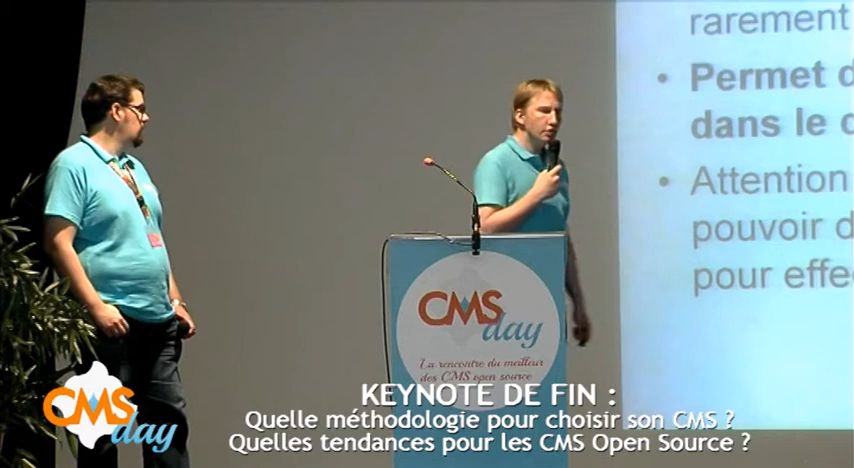 rarement
• Permet d
dans le c
• Attention
pouvoir d
pour effe
CMS
day
La rencontre du meilleur
des CMS open source
KEYNOTE DE FIN :
Quelle méthodologie pour choisir son CMS ?
Quelles tendances pour les CMS Open Source ?
CMS
day